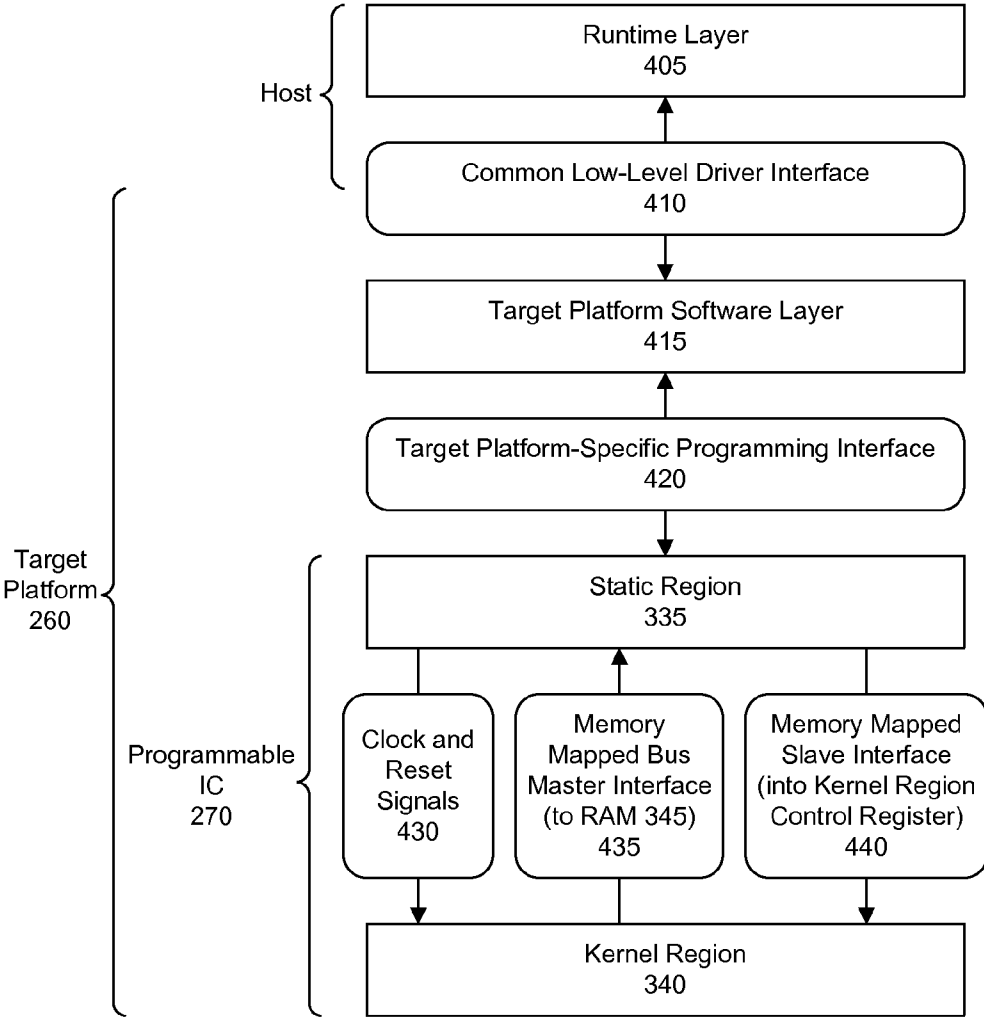 Runtime Layer
405
Host
Common Low-Level Driver Interface
410
Target Platform Software Layer
415
Target Platform-Specific Programming Interface
420
Target
Platform
260
Static Region
335
Programmable
IC
270
Clock and
Reset
Signals
430
Memory
Mapped Bus
Master Interface
(to RAM 345)
435
Memory Mapped
Slave Interface
(into Kernel Region
Control Register)
440
Kernel Region
340